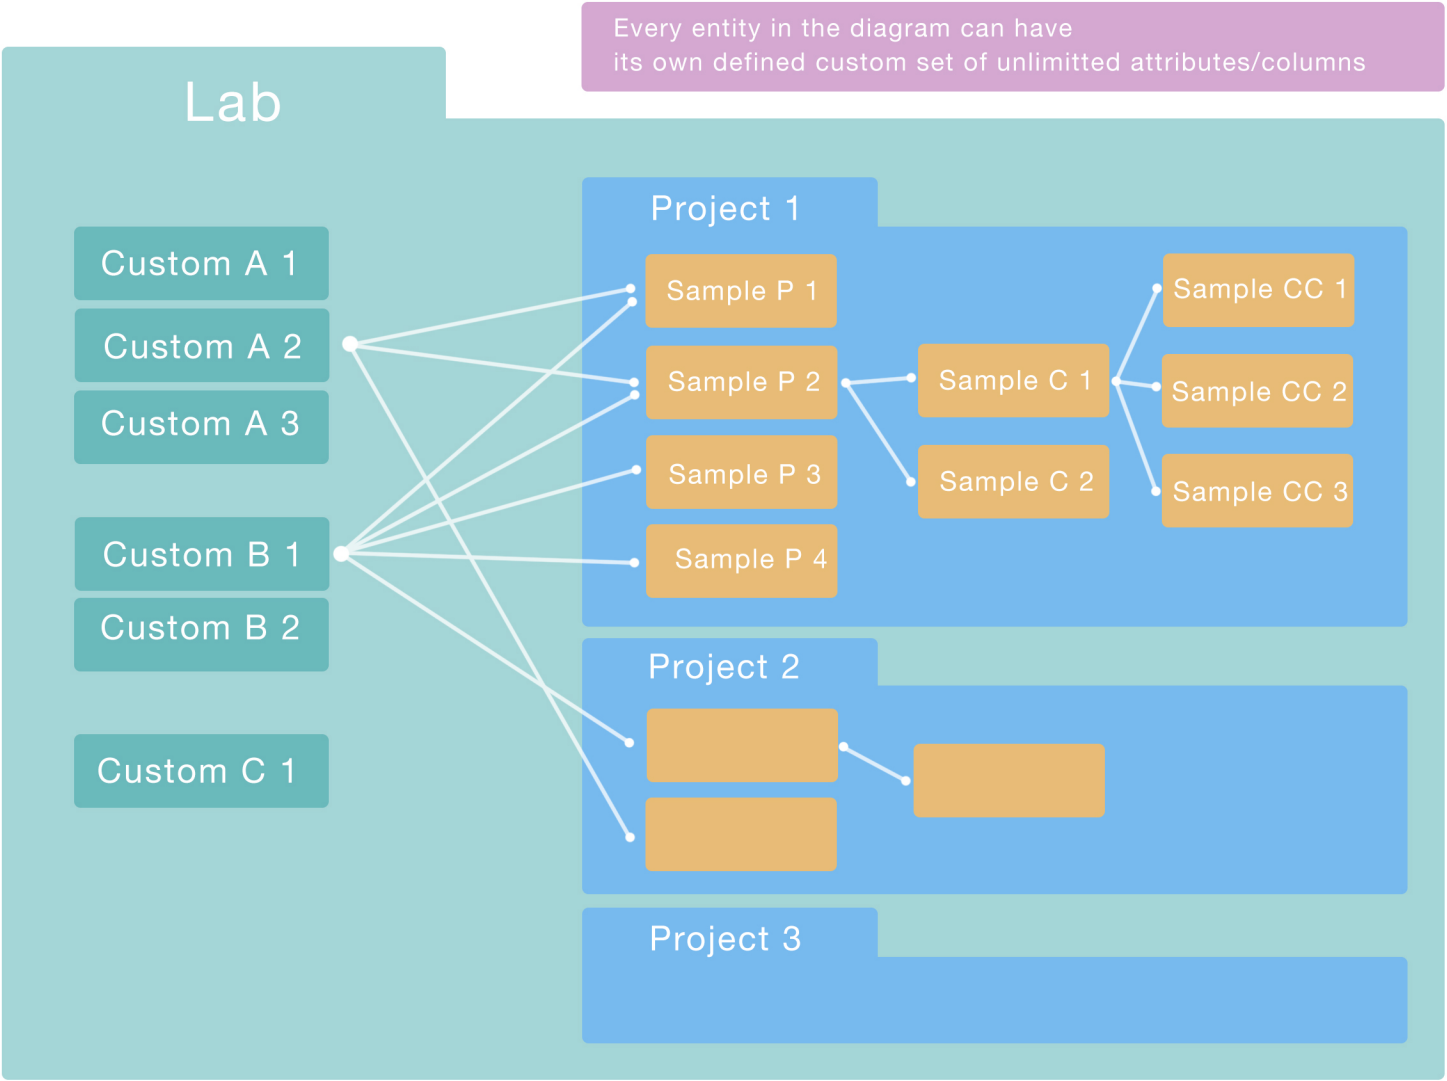 Every entity in the diagram can have
its own defined custom set of unlimitted attributes/columns
Lab
Custom A 1
Custom A 2
Custom A 3
Custom B 1
Custom B 2
Custom C 1
Project 1
Sample P 1
Sample P 2
Sample P 3
Sample P 4
Sample C 1
Sample C 2
Sample CC 1
Sample CC 2
Sample CC 3
Project 2
Project 3